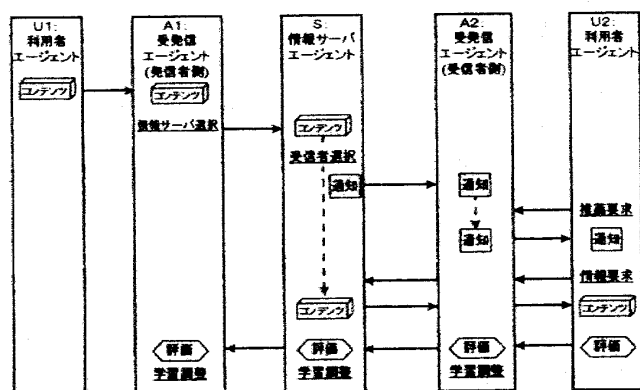 U1:
利用者
エージェント
A1:
受発信
エージェント
(発信者側)
S:
情報サーバ
エージェント
A2:
受発信
エージェント
(受信者側)
U2:
利用者
エージェント
コンテンツ
コンテンツ
情報サーバ選択
コンテンツ
受信者選択
通知
通知
推薦要求
通知
通知
情報要求
コンテンツ
コンテンツ
評価
評価
評価
評価
学習調整
学習調整
学習調整